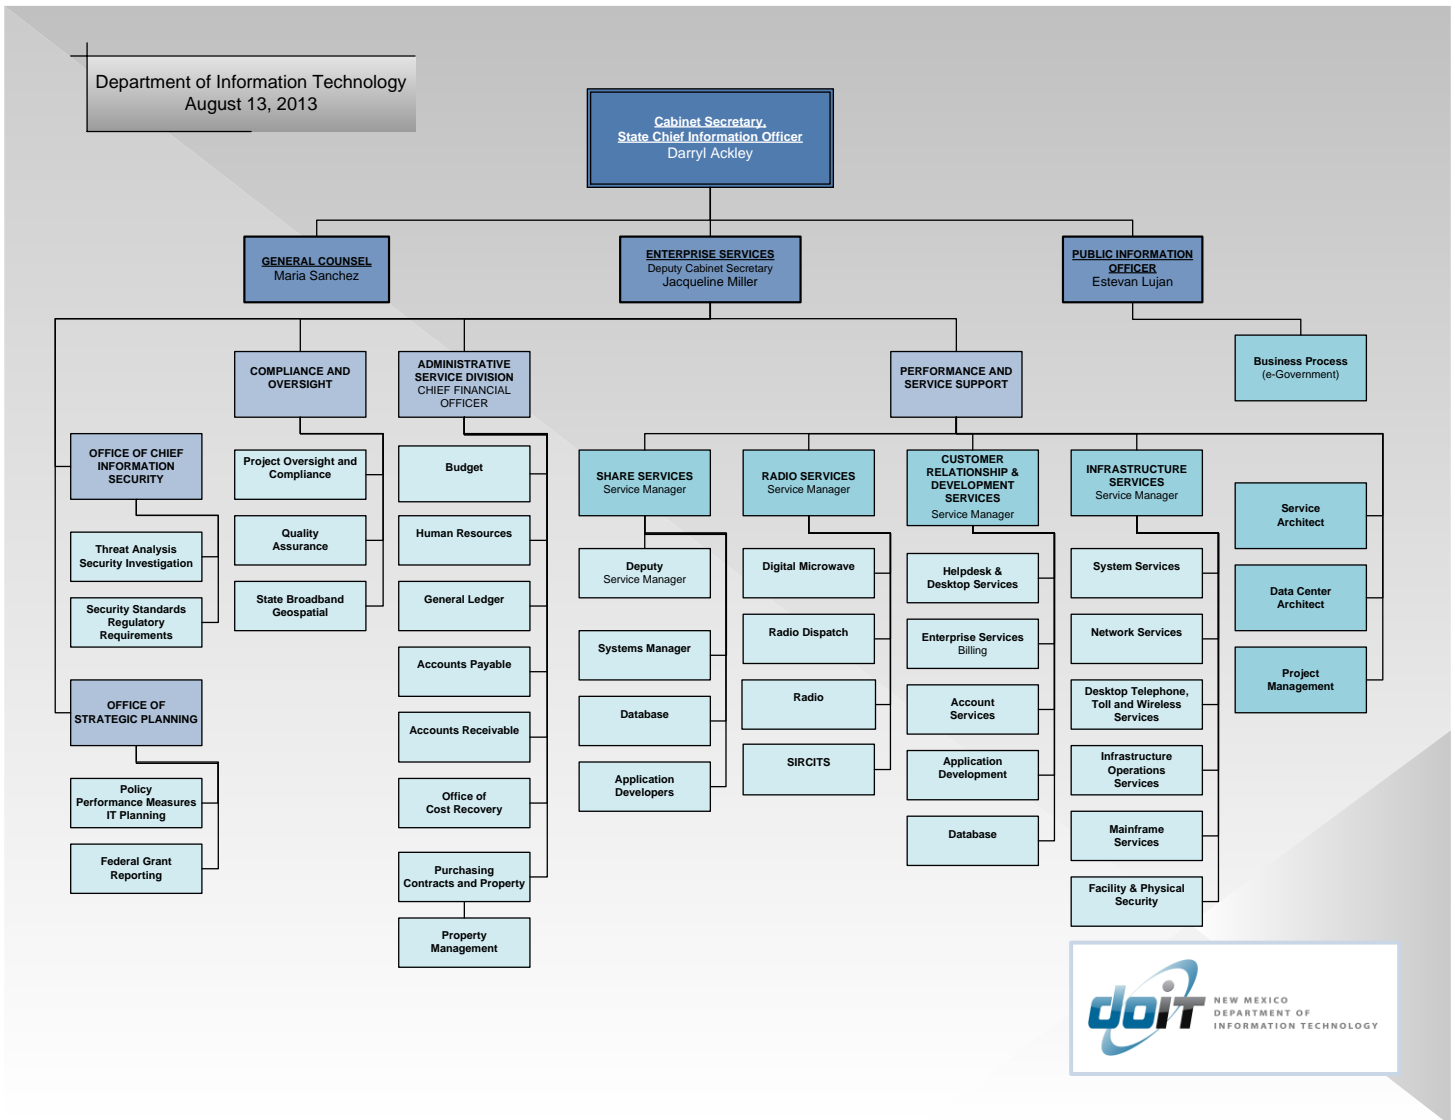 Department of Information Technology
August 13, 2013
Cabinet Secretary,
State Chief Information Officer
Darryl Ackley
GENERAL COUNSEL
Maria Sanchez
ENTERPRISE SERVICES
Deputy Cabinet Secretary
Jacqueline Miller
PUBLIC INFORMATION
OFFICER
Estevan Lujan
Business Process
(e-Government)
COMPLIANCE AND
OVERSIGHT
ADMINISTRATIVE
SERVICE DIVISION
CHIEF FINANCIAL
OFFICER
PERFORMANCE AND
SERVICE SUPPORT
OFFICE OF CHIEF
INFORMATION
SECURITY
Threat Analysis
Security Investigation
Security Standards
Regulatory
Requirements
OFFICE OF
STRATEGIC PLANNING
Policy
Performance Measures
IT Planning
Federal Grant
Reporting
Project Oversight and
Compliance
Quality
Assurance
State Broadband
Geospatial
Budget
Human Resources
General Ledger
Accounts Payable
Accounts Receivable
Office of
Cost Recovery
Purchasing
Contracts and Property
Property
Management
SHARE SERVICES
Service Manager
Deputy
Service Manager
Systems Manager
Database
Application
Developers
RADIO SERVICES
Service Manager
Digital Microwave
Radio Dispatch
Radio
SIRCITS
CUSTOMER
RELATIONSHIP &
DEVELOPMENT
SERVICES
Service Manager
Helpdesk &
Desktop Services
Enterprise Services
Billing
Account
Services
Application
Development
Database
INFRASTRUCTURE
SERVICES
Service Manager
System Services
Network Services
Desktop Telephone,
Toll and Wireless
Services
Infrastructure
Operations
Services
Mainframe
Services
Facility & Physical
Security
Service
Architect
Data Center
Architect
Project
Management
doIT
NEW MEXICO
DEPARTMENT OF
INFORMATION TECHNOLOGY